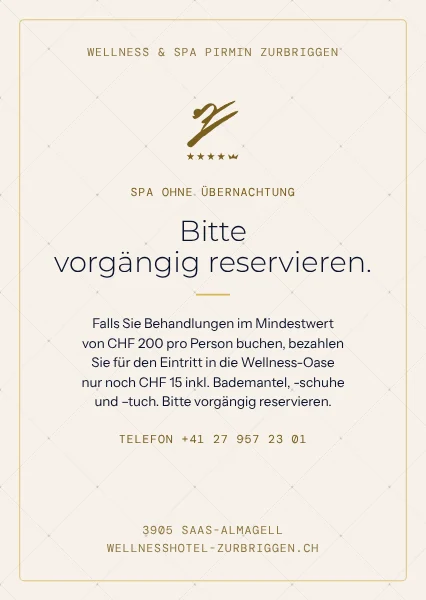 WELLNESS & SPA PIRMIN ZURBRIGGEN
SPA OHNE ÜBERNACHTUNG
Bitte
vorgängig reservieren.
Falls Sie Behandlungen im Mindestwert
von CHF 200 pro Person buchen, bezahlen
Sie für den Eintritt in die Wellness-Oase
nur noch CHF 15 inkl. Bademantel, -schuhe
und –tuch. Bitte vorgängig reservieren.
TELEFON +41 27 957 23 01
3905 SAAS-ALMAGELL
WELLNESSHOTEL-ZURBRIGGEN.CH